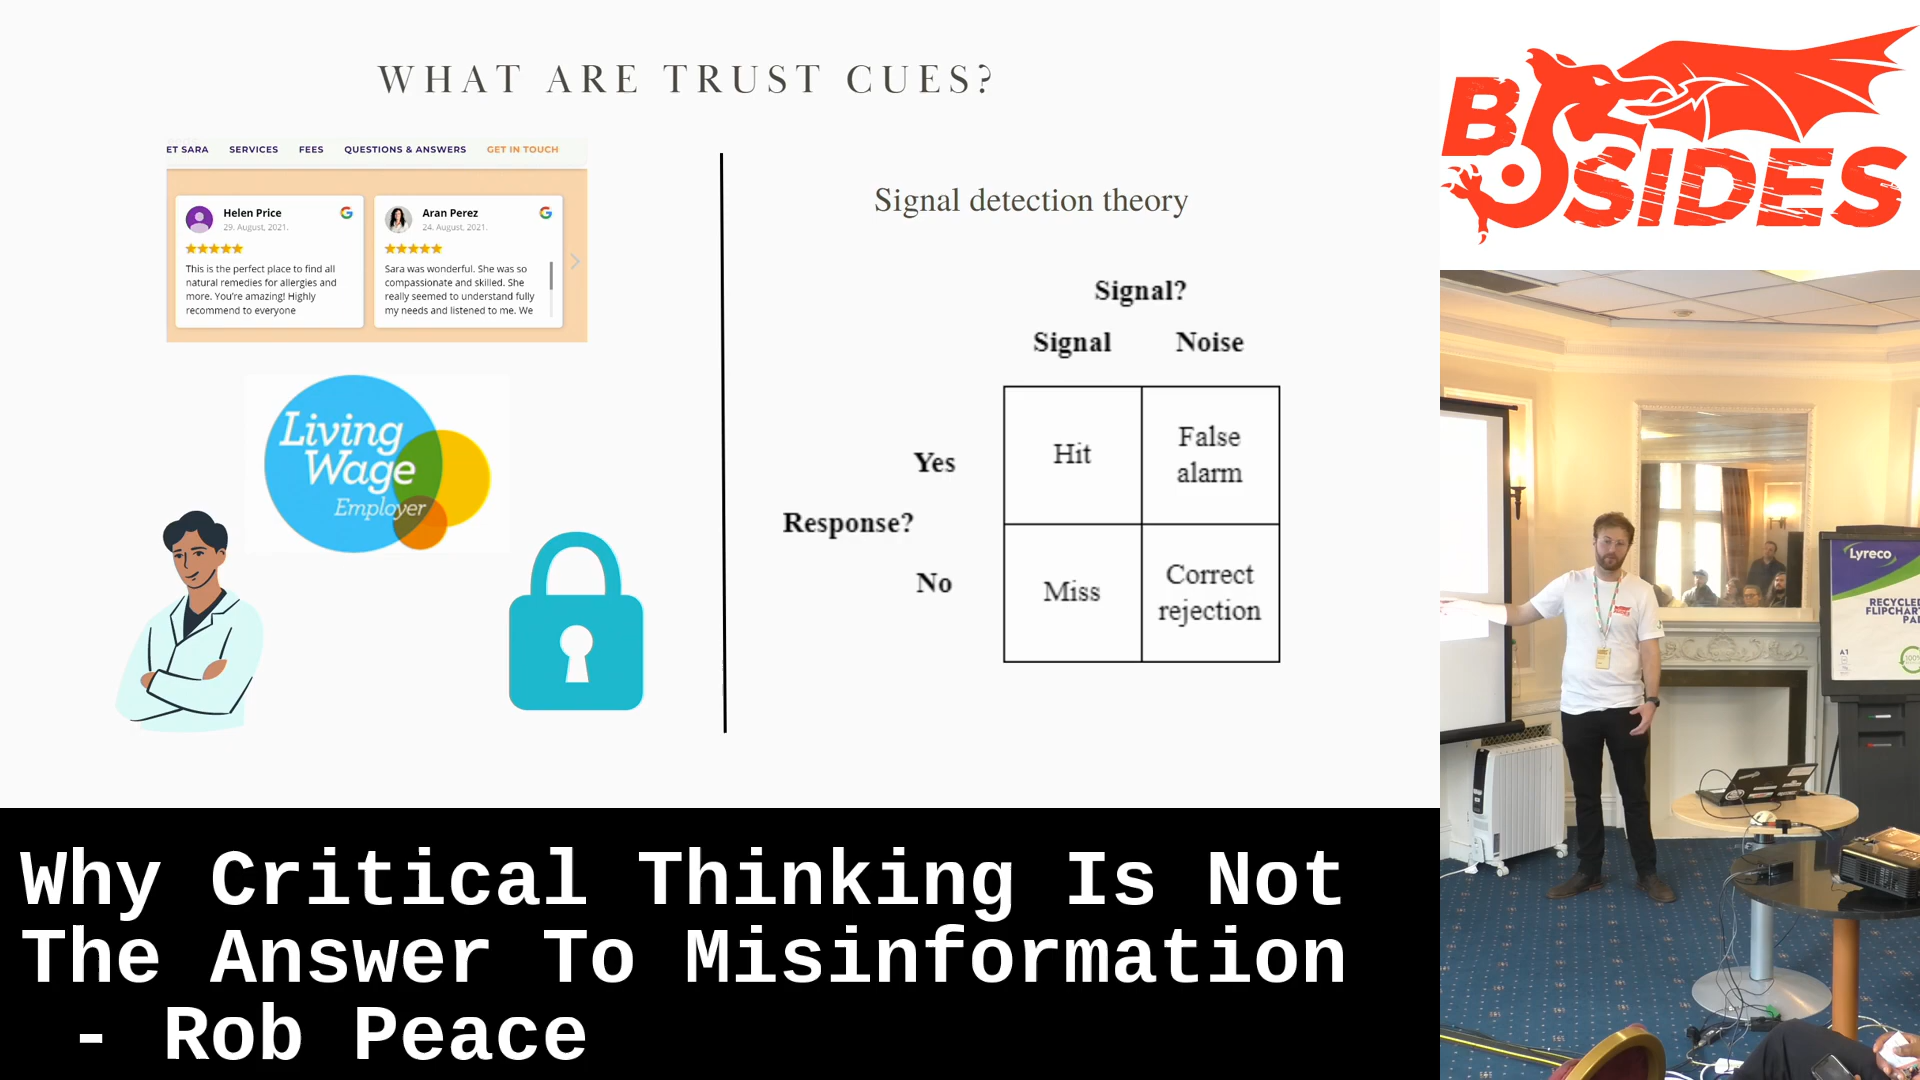 WHAT ARE TRUST CUES?
ET SARA SERVICES FEES QUESTIONS & ANSWERS GET IN TOUCH
Helen Price
29. August, 2021.
This is the perfect place to find all
natural remedies for allergies and
more. You're amazing! Highly
recommend to everyone
Aran Perez
24. August, 2021.
Sara was wonderful. She was so
compassionate and skilled. She
really seemed to understand fully
my needs and listened to me. We
Living
Wage
Employer
Signal detection theory
Signal?
Signal Noise
Response?
Yes
Hit
False
alarm
No
Miss
Correct
rejection
BSIDES
Lyreco
RECYCLED
FLIPCHART
PA
A1
100%
Why Critical Thinking Is Not
The Answer To Misinformation
- Rob Peace